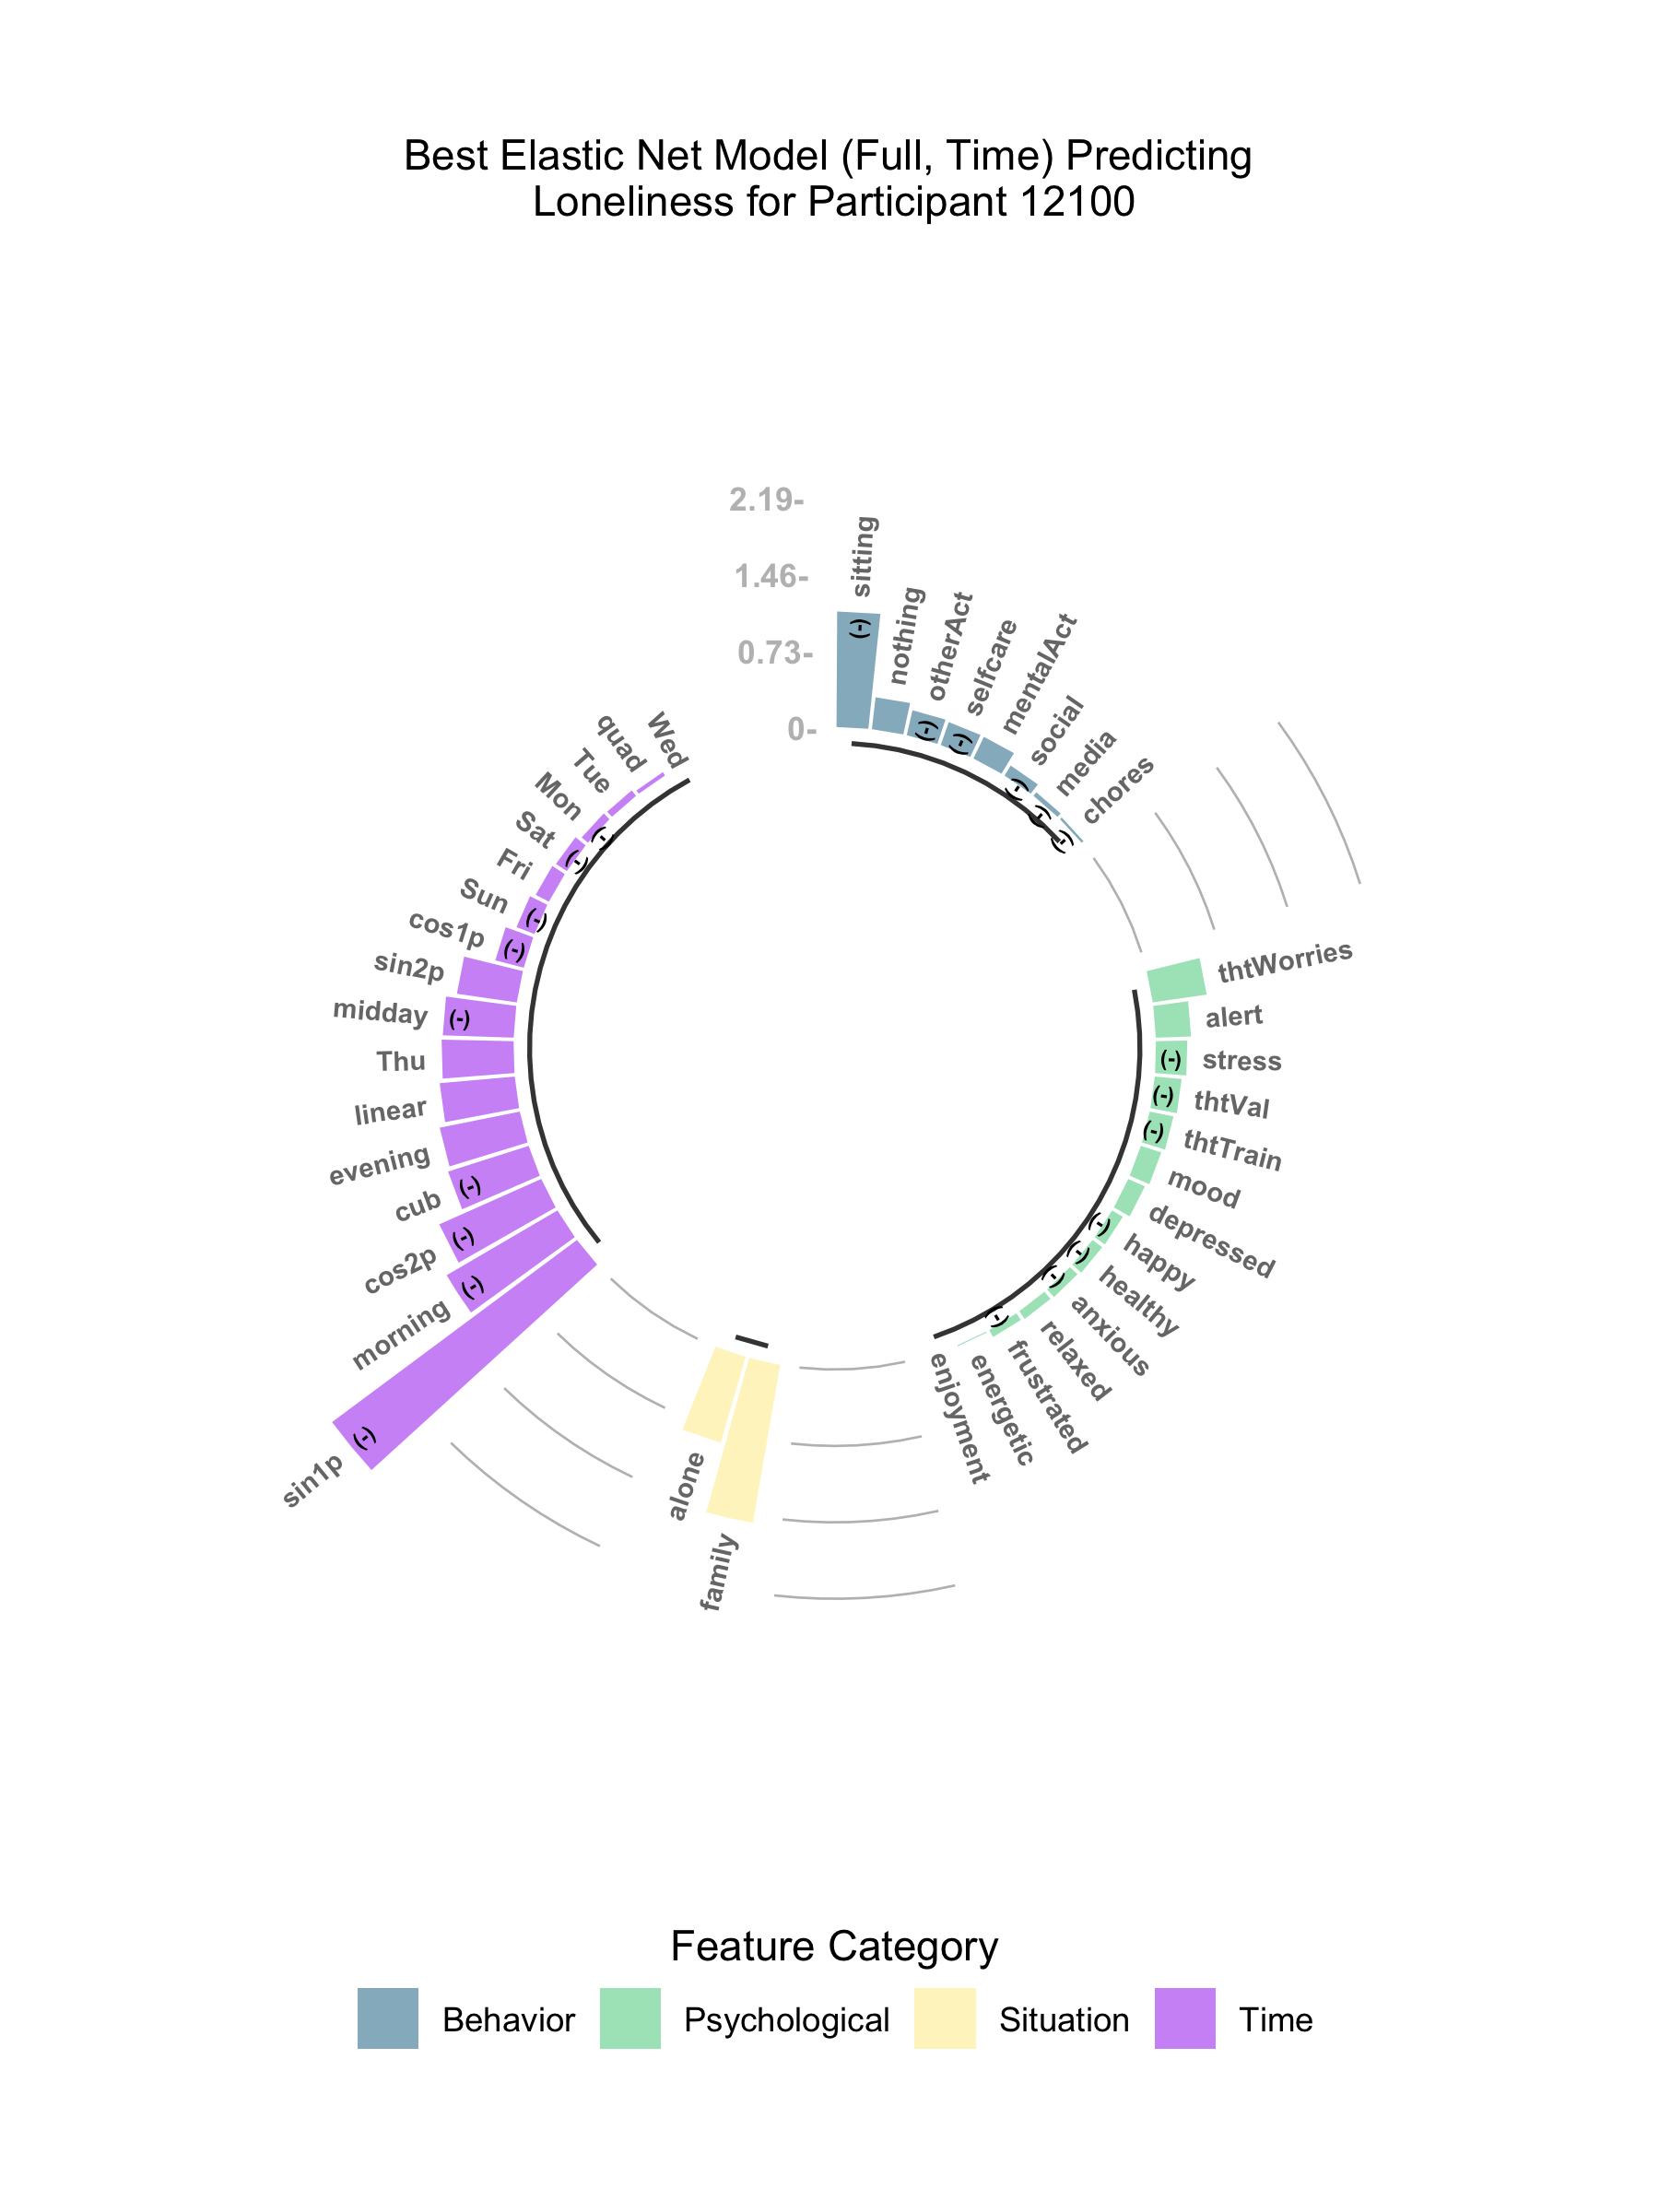 Best Elastic Net Model (Full, Time) Predicting
Loneliness for Participant 12100
2.19-
1.46-
0.73-
0-
sitting
(-)
nothing
otherAct
(-)
selfcare
(-)
mentalAct
social
(-)
media
(-)
chores
(-)
thtWorries
alert
stress
(-)
thtVal
(-)
thtTrain
(-)
mood
depressed
happy
(-)
healthy
(-)
anxious
(-)
relaxed
frustrated
(-)
energetic
enjoyment
family
alone
sin1p
(-)
morning
(-)
cos2p
(-)
cub
(-)
evening
linear
Thu
midday
(-)
sin2p
cos1p
(-)
Sun
(-)
Fri
Sat
(-)
Mon
(-)
Tue
quad
Wed
Feature Category
Behavior
Psychological
Situation
Time